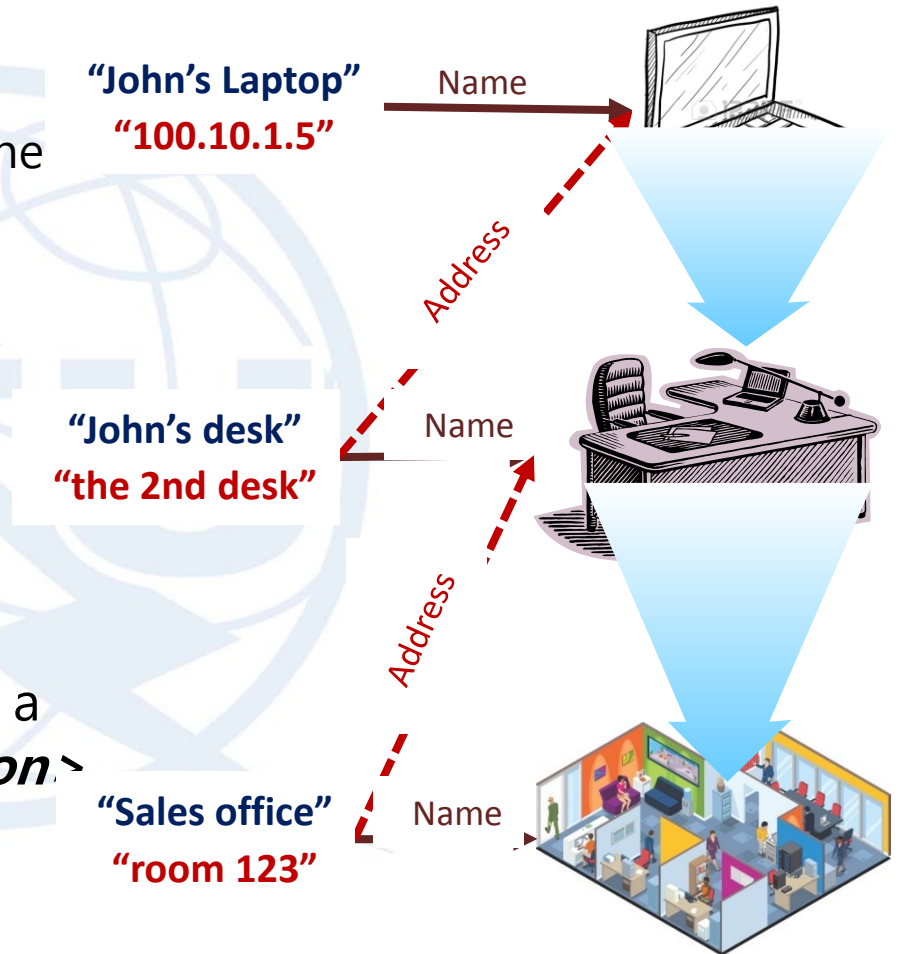 “John’s Laptop”
Name
“100.10.1.5”
Address
“John’s desk”
Name
“the 2nd desk”
Address
a
“Sales office”
Name
“room 123”